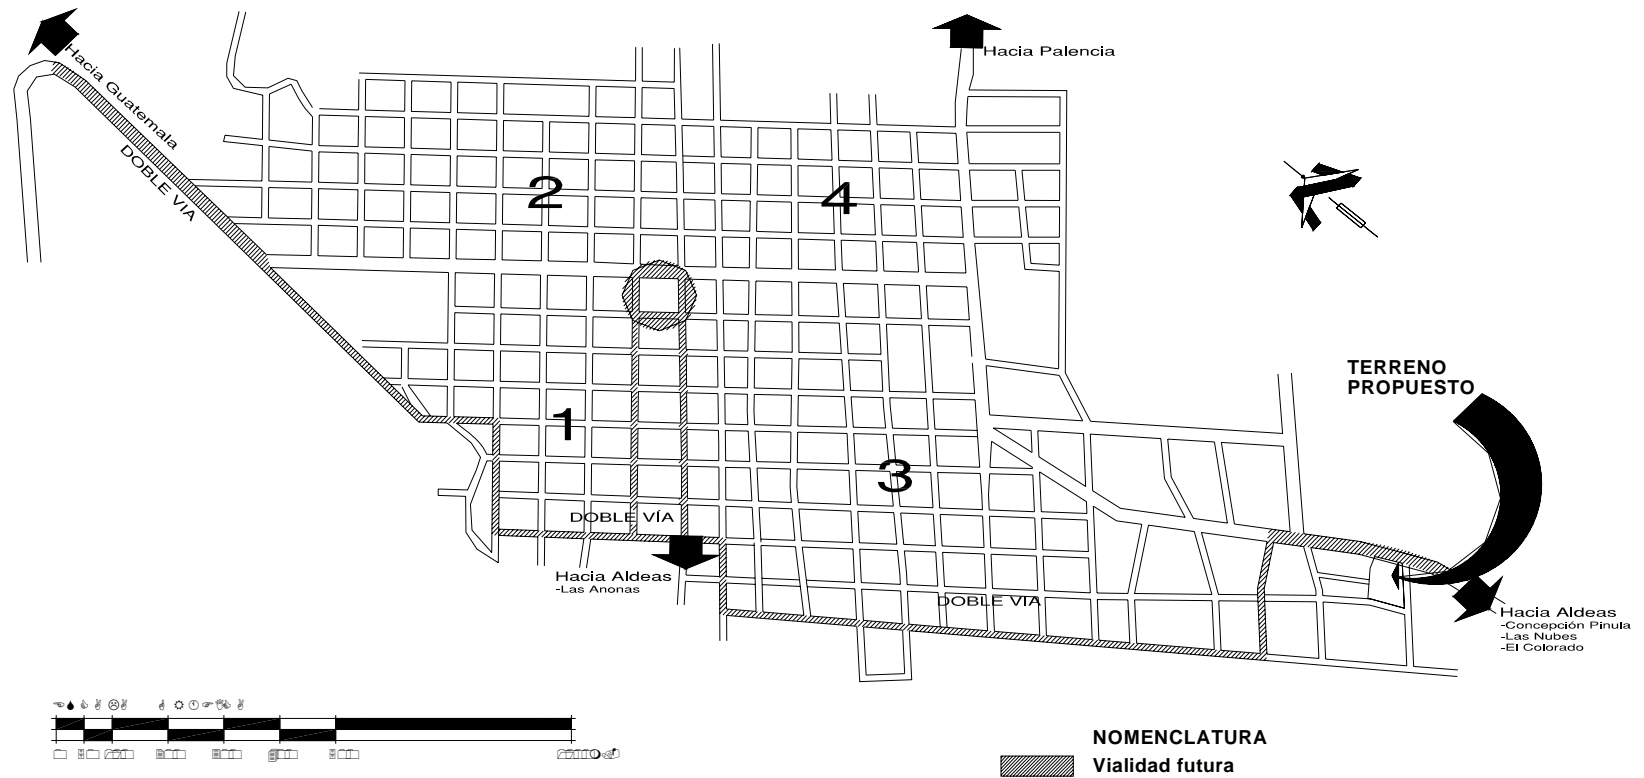 Hacia Guatemala
DOBLE VIA
Hacia Palencia
2
4
1
3
TERRENO
PROPUESTO
DOBLE VÍA
Hacia Aldeas
-Las Anonas
DOBLE VIA
Hacia Aldeas
-Concepción Pinula
-Las Nubes
-El Colorado
NOMENCLATURA
Vialidad futura